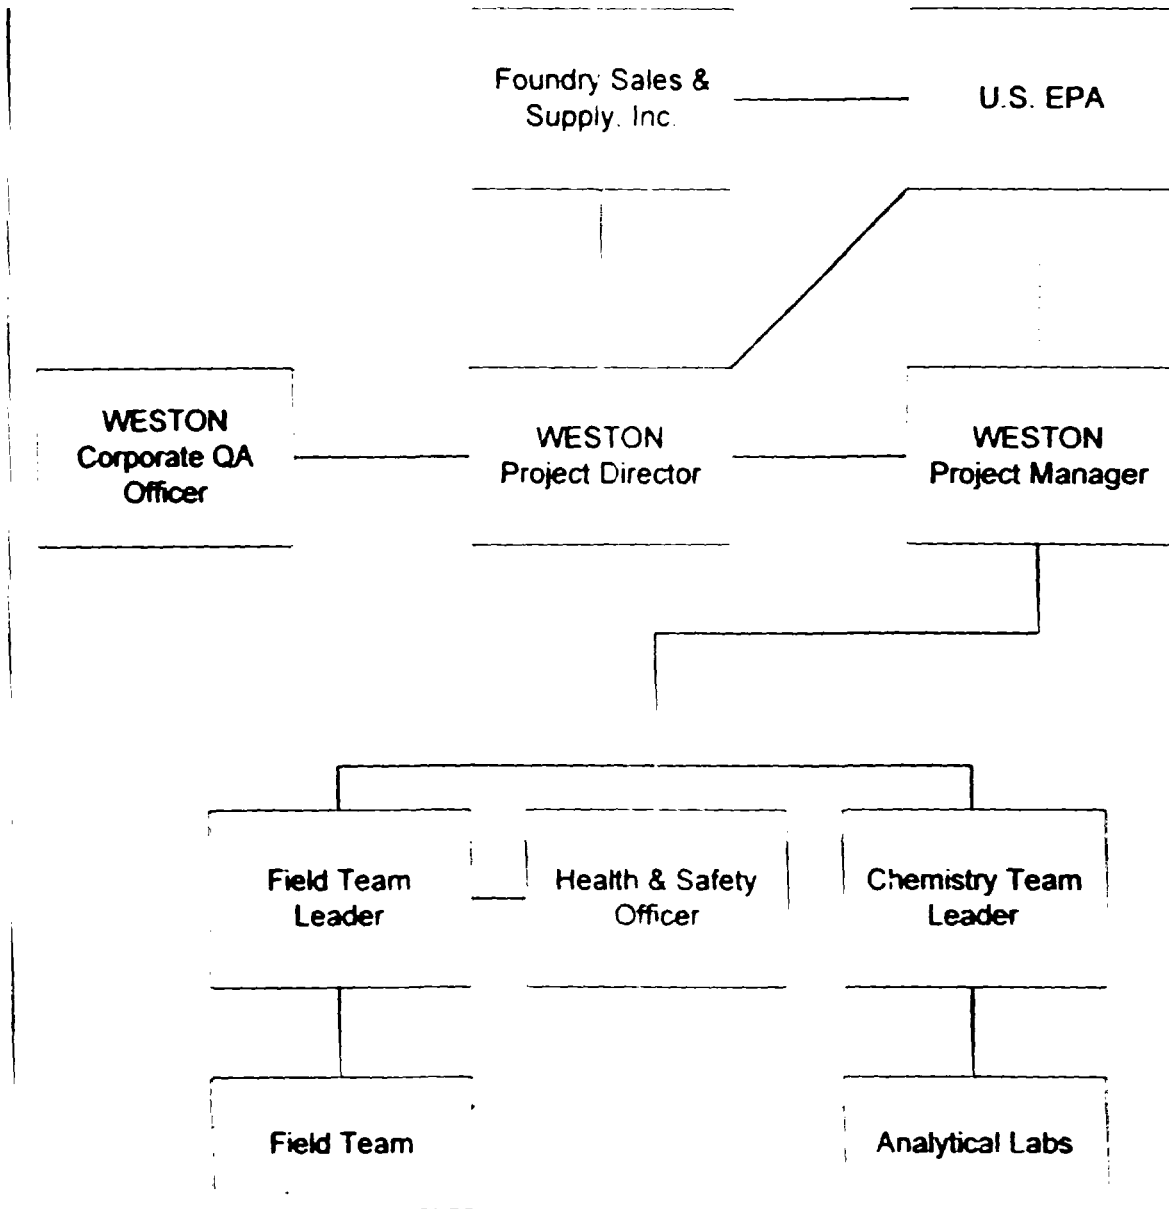 Foundry Sales &
Supply, Inc.
U.S. EPA
WESTON
Corporate QA
Officer
WESTON
Project Director
WESTON
Project Manager
Field Team
Leader
Health & Safety
Officer
Chemistry Team
Leader
Field Team
Analytical Labs